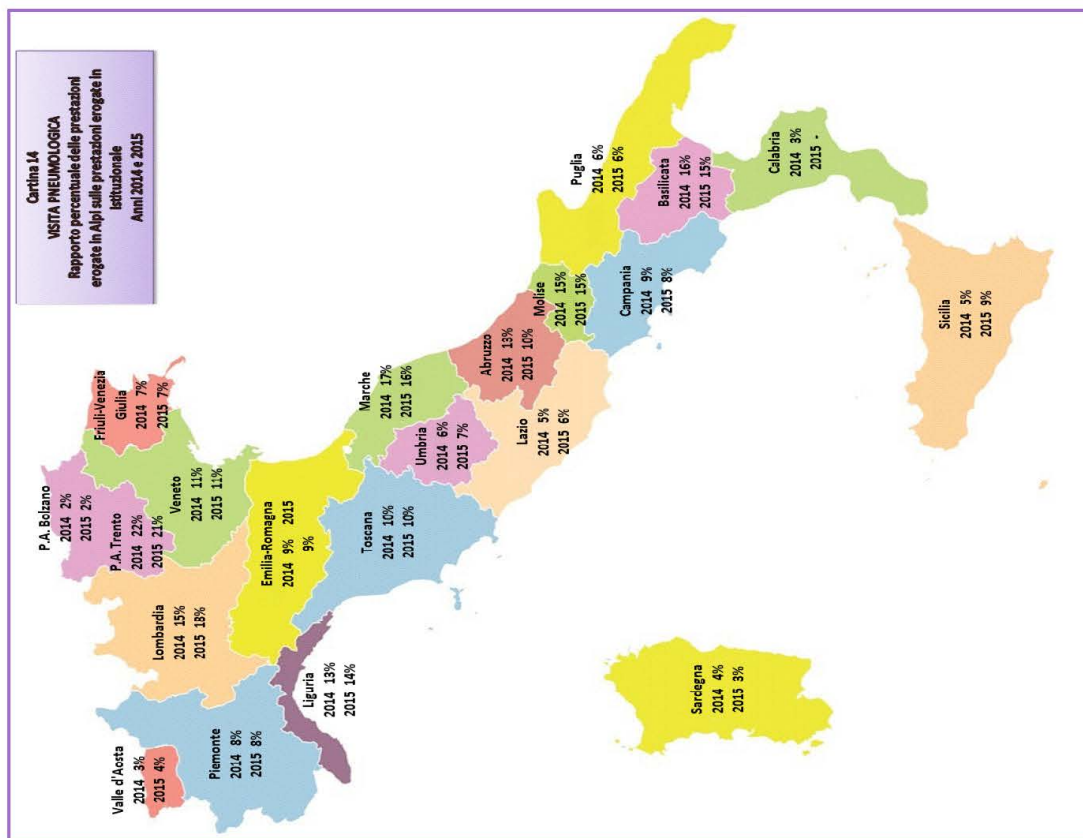 Cartina 14
VISITA PNEUMOLOGICA
Rapporto percentuale delle prestazioni
erogate in Alpi sulle prestazioni erogate in
Istituzionale
Anni 2014 e 2015
P.A. Bolzano
2014 2%
2015 2%
P.A. Trento
2014 22%
2015 21%
Friuli-Venezia
Giulia
2014 7%
2015 7%
Veneto
2014 11%
2015 11%
Lombardia
2014 15%
2015 18%
Valle d'Aosta
2014 3%
2015 4%
Piemonte
2014 8%
2015 8%
Emilia-Romagna
2014 9% 2015
9%
Liguria
2014 13%
2015 14%
Toscana
2014 10%
2015 10%
Marche
2014 17%
2015 16%
Umbria
2014 6%
2015 7%
Abruzzo
2014 13%
2015 10%
Lazio
2014 5%
2015 6%
Molise
2014 15%
2015 15%
Campania
2014 9%
2015 8%
Puglia
2014 6%
2015 6%
Basilicata
2014 16%
2015 15%
Calabria
2014 3%
2015 -
Sardegna
2014 4%
2015 3%
Sicilia
2014 5%
2015 9%